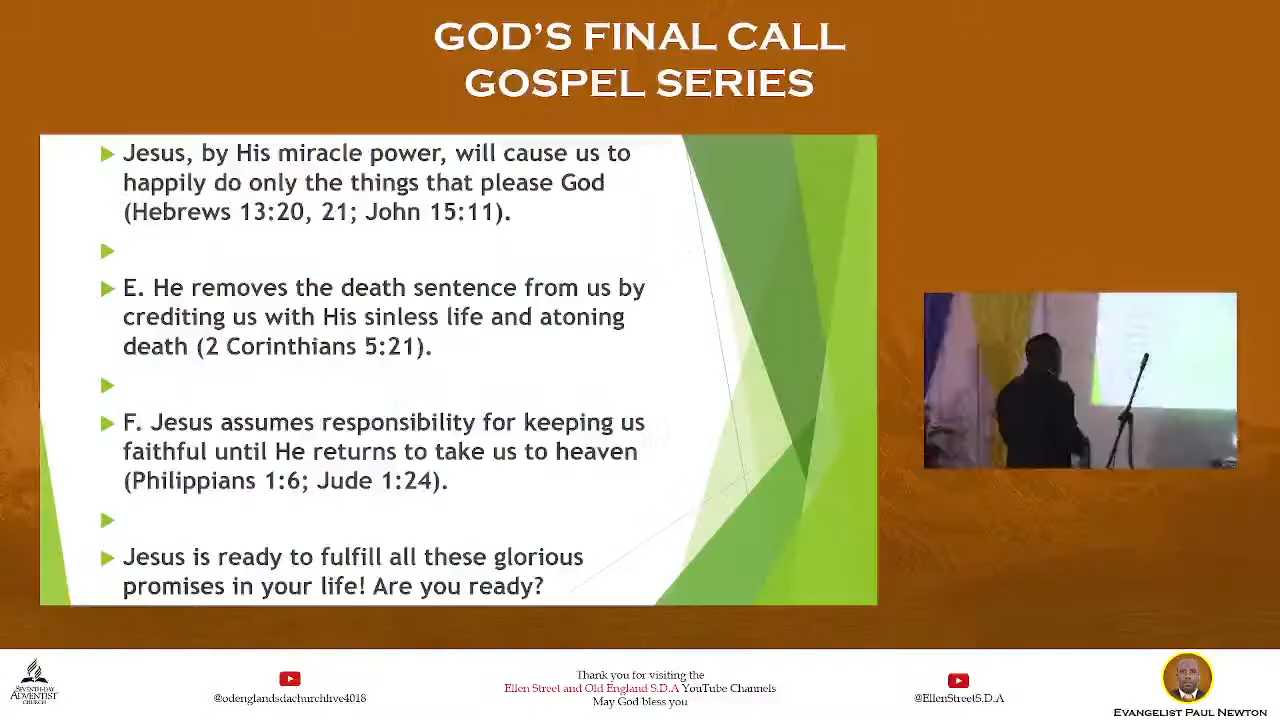 GOD'S FINAL CALL
GOSPEL SERIES
Jesus, by His miracle power, will cause us to
happily do only the things that please God
(Hebrews 13:20, 21; John 15:11).
E. He removes the death sentence from us by
crediting us with His sinless life and atoning
death (2 Corinthians 5:21).
F. Jesus assumes responsibility for keeping us
faithful until He returns to take us to heaven
(Philippians 1:6; Jude 1:24).
Jesus is ready to fulfill all these glorious
promises in your life! Are you ready?
SEVENTH-DAY
ADVENTIST
CHURCH
@odenglandsdachurchlive4018
Thank you for visiting the
Ellen Street and Old England S.D.A YouTube Channels
May God bless you
@EllenStreetS.D.A
EVANGELIST PAUL NEWTON